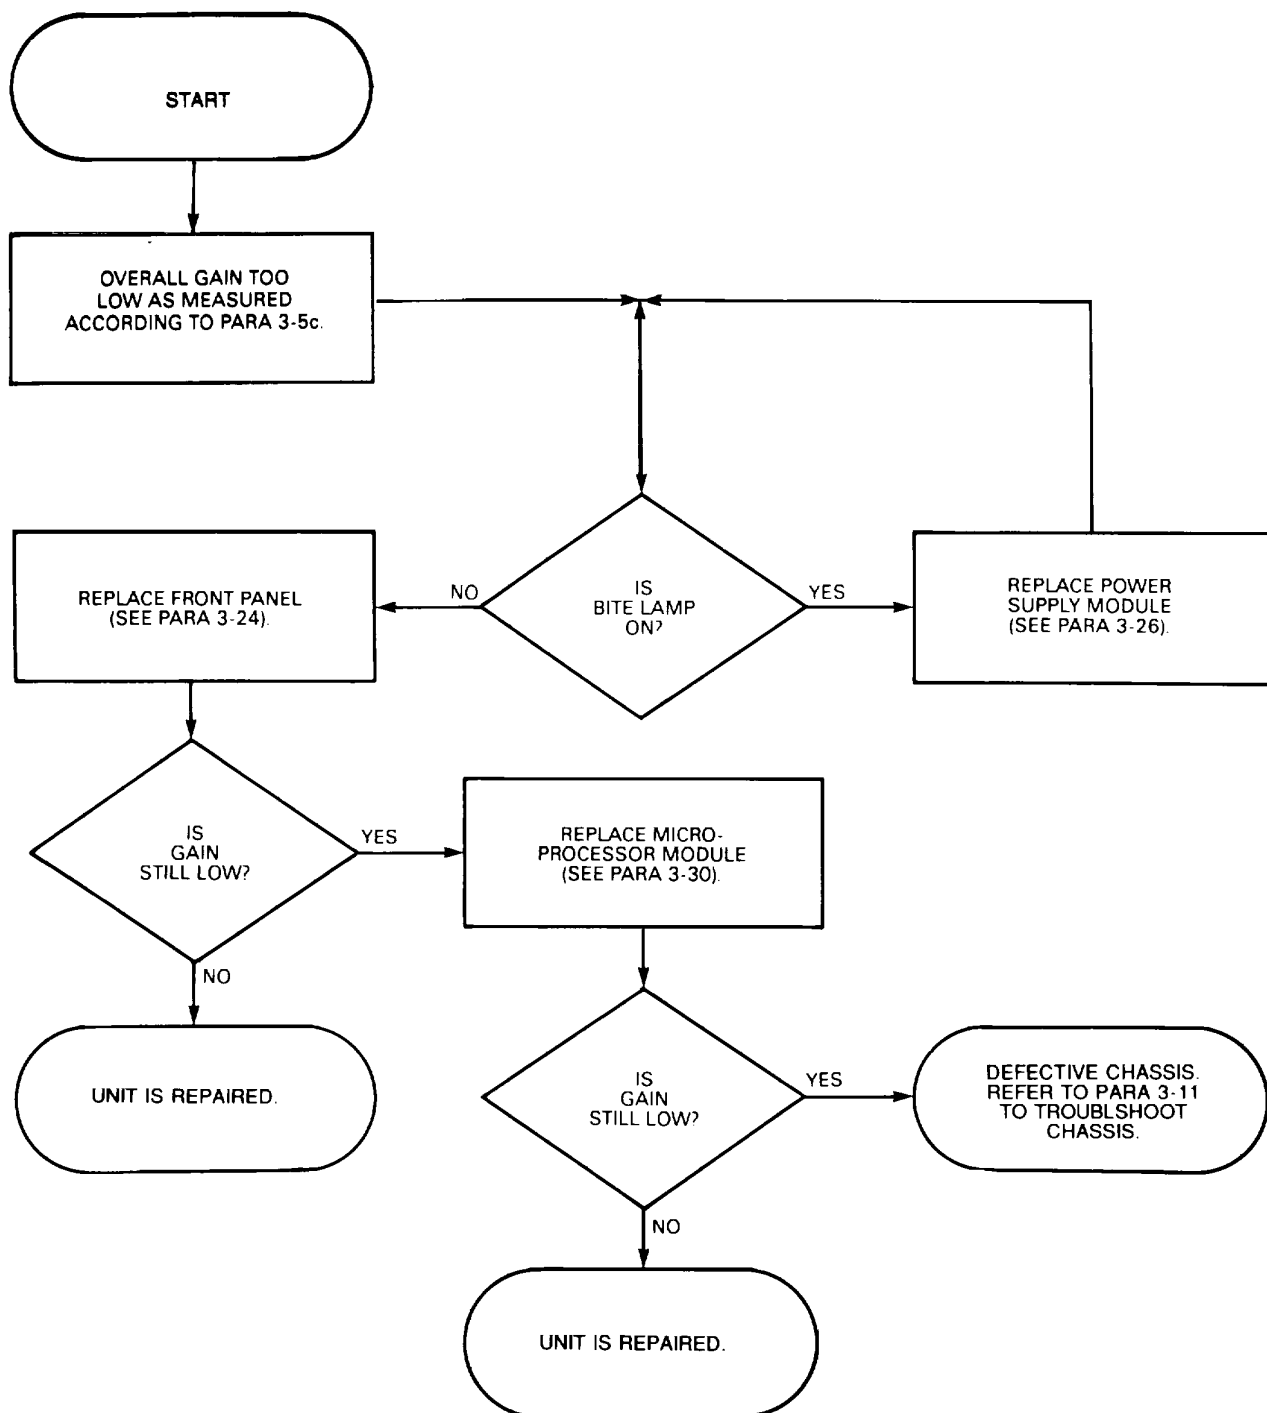 START
OVERALL GAIN TOO
LOW AS MEASURED
ACCORDING TO PARA 3-5c.
IS
BITE LAMP
ON?
NO
YES
REPLACE FRONT PANEL
(SEE PARA 3-24).
REPLACE POWER
SUPPLY MODULE
(SEE PARA 3-26).
IS
GAIN
STILL LOW?
YES
NO
REPLACE MICRO-
PROCESSOR MODULE
(SEE PARA 3-30).
UNIT IS REPAIRED.
IS
GAIN
STILL LOW?
YES
NO
DEFECTIVE CHASSIS.
REFER TO PARA 3-11
TO TROUBLSHOOT
CHASSIS.
UNIT IS REPAIRED.